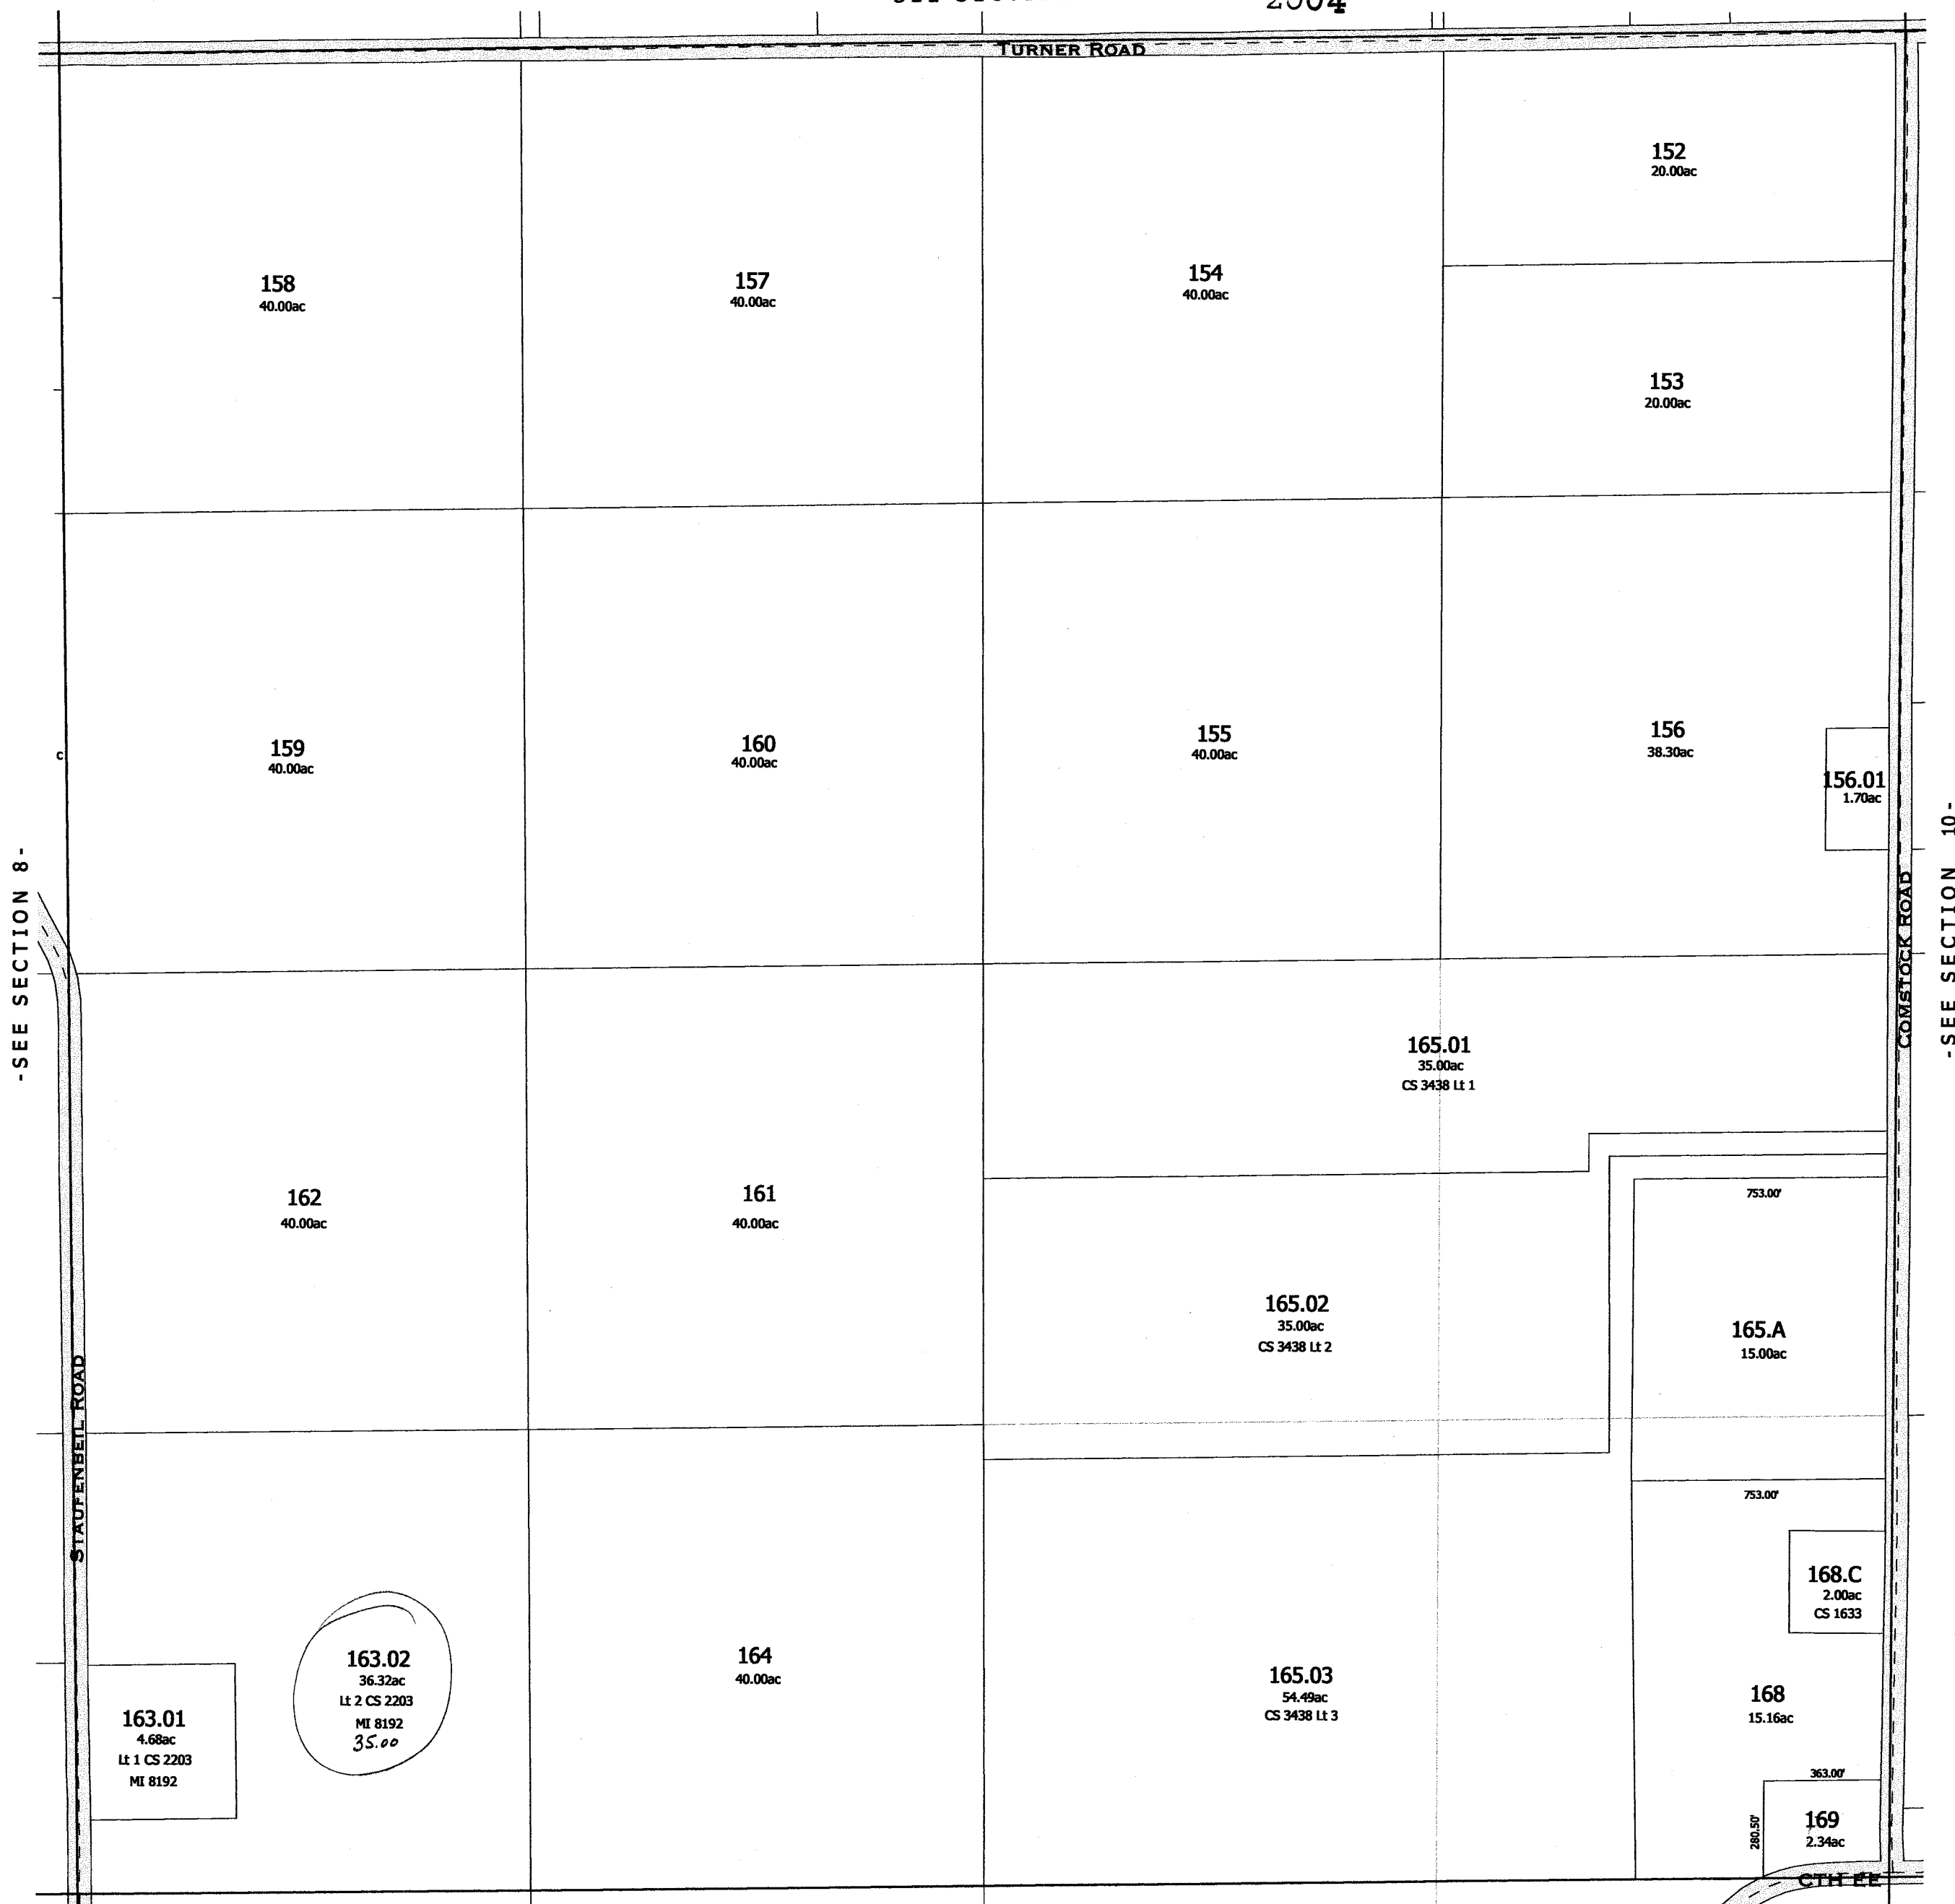 2004
TURNER ROAD
152
20.00ac
158
40.00ac
157
40.00ac
154
40.00ac
153
20.00ac
159
40.00ac
160
40.00ac
155
40.00ac
156
38.30ac
156.01
1.70ac
C
-SEE SECTION 8-
-SEE SECTION 10-
COMSTOCK ROAD
165.01
35.00ac
CS 3438 Lt 1
753.00'
162
40.00ac
161
40.00ac
165.02
35.00ac
CS 3438 Lt 2
165.A
15.00ac
STAUFENBEIL ROAD
753.00'
168.C
2.00ac
CS 1633
163.02
36.32ac
Lt 2 CS 2203
MI 8192
35.00
164
40.00ac
165.03
54.49ac
CS 3438 Lt 3
168
15.16ac
163.01
4.68ac
Lt 1 CS 2203
MI 8192
363.00'
280.50'
169
2.34ac
CTH EE